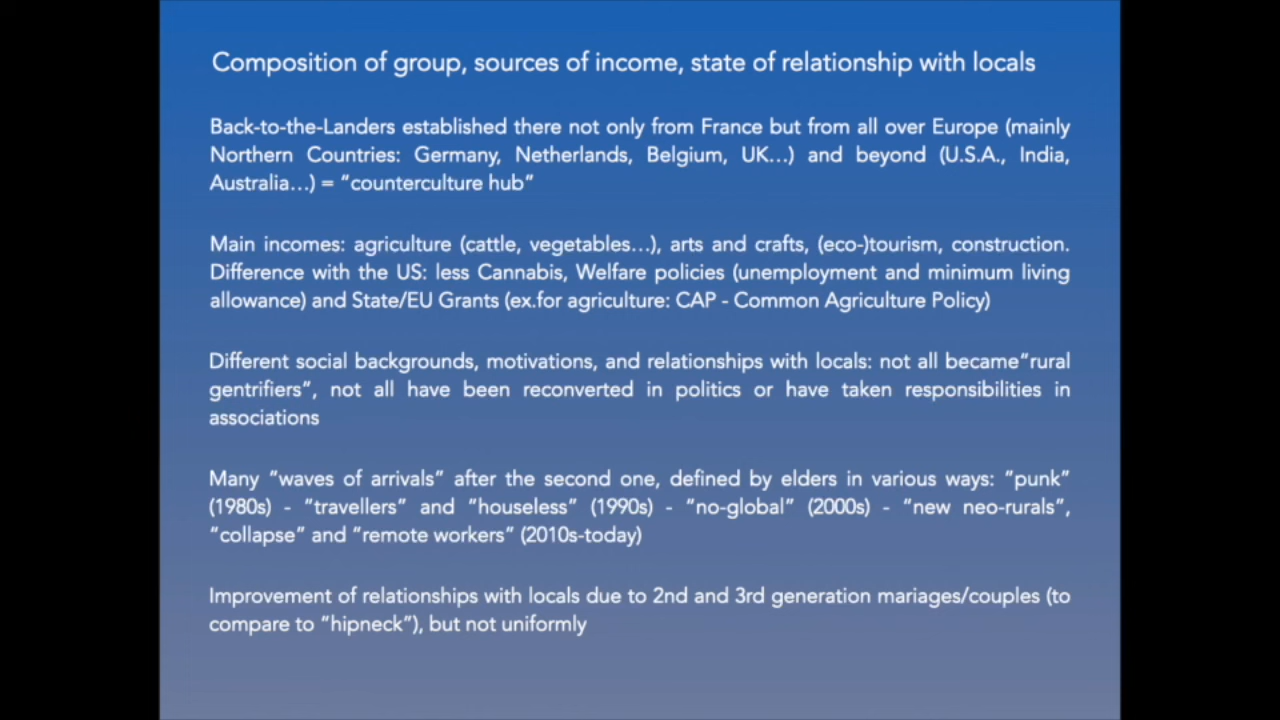 Composition of group, sources of income, state of relationship with locals
Back-to-the-Landers established there not only from France but from all over Europe (mainly
Northern Countries: Germany, Netherlands, Belgium, UK…) and beyond (U.S.A., India,
Australia…) = “counterculture hub”
Main incomes: agriculture (cattle, vegetables…), arts and crafts, (eco-)tourism, construction.
Difference with the US: less Cannabis, Welfare policies (unemployment and minimum living
allowance) and State/EU Grants (ex.for agriculture: CAP - Common Agriculture Policy)
Different social backgrounds, motivations, and relationships with locals: not all became“rural
gentrifiers”, not all have been reconverted in politics or have taken responsibilities in
associations
Many “waves of arrivals” after the second one, defined by elders in various ways: “punk”
(1980s) - “travellers” and “houseless” (1990s) - “no-global” (2000s) - “new neo-rurals”,
“collapse” and “remote workers” (2010s-today)
Improvement of relationships with locals due to 2nd and 3rd generation mariages/couples (to
compare to “hipneck”), but not uniformly